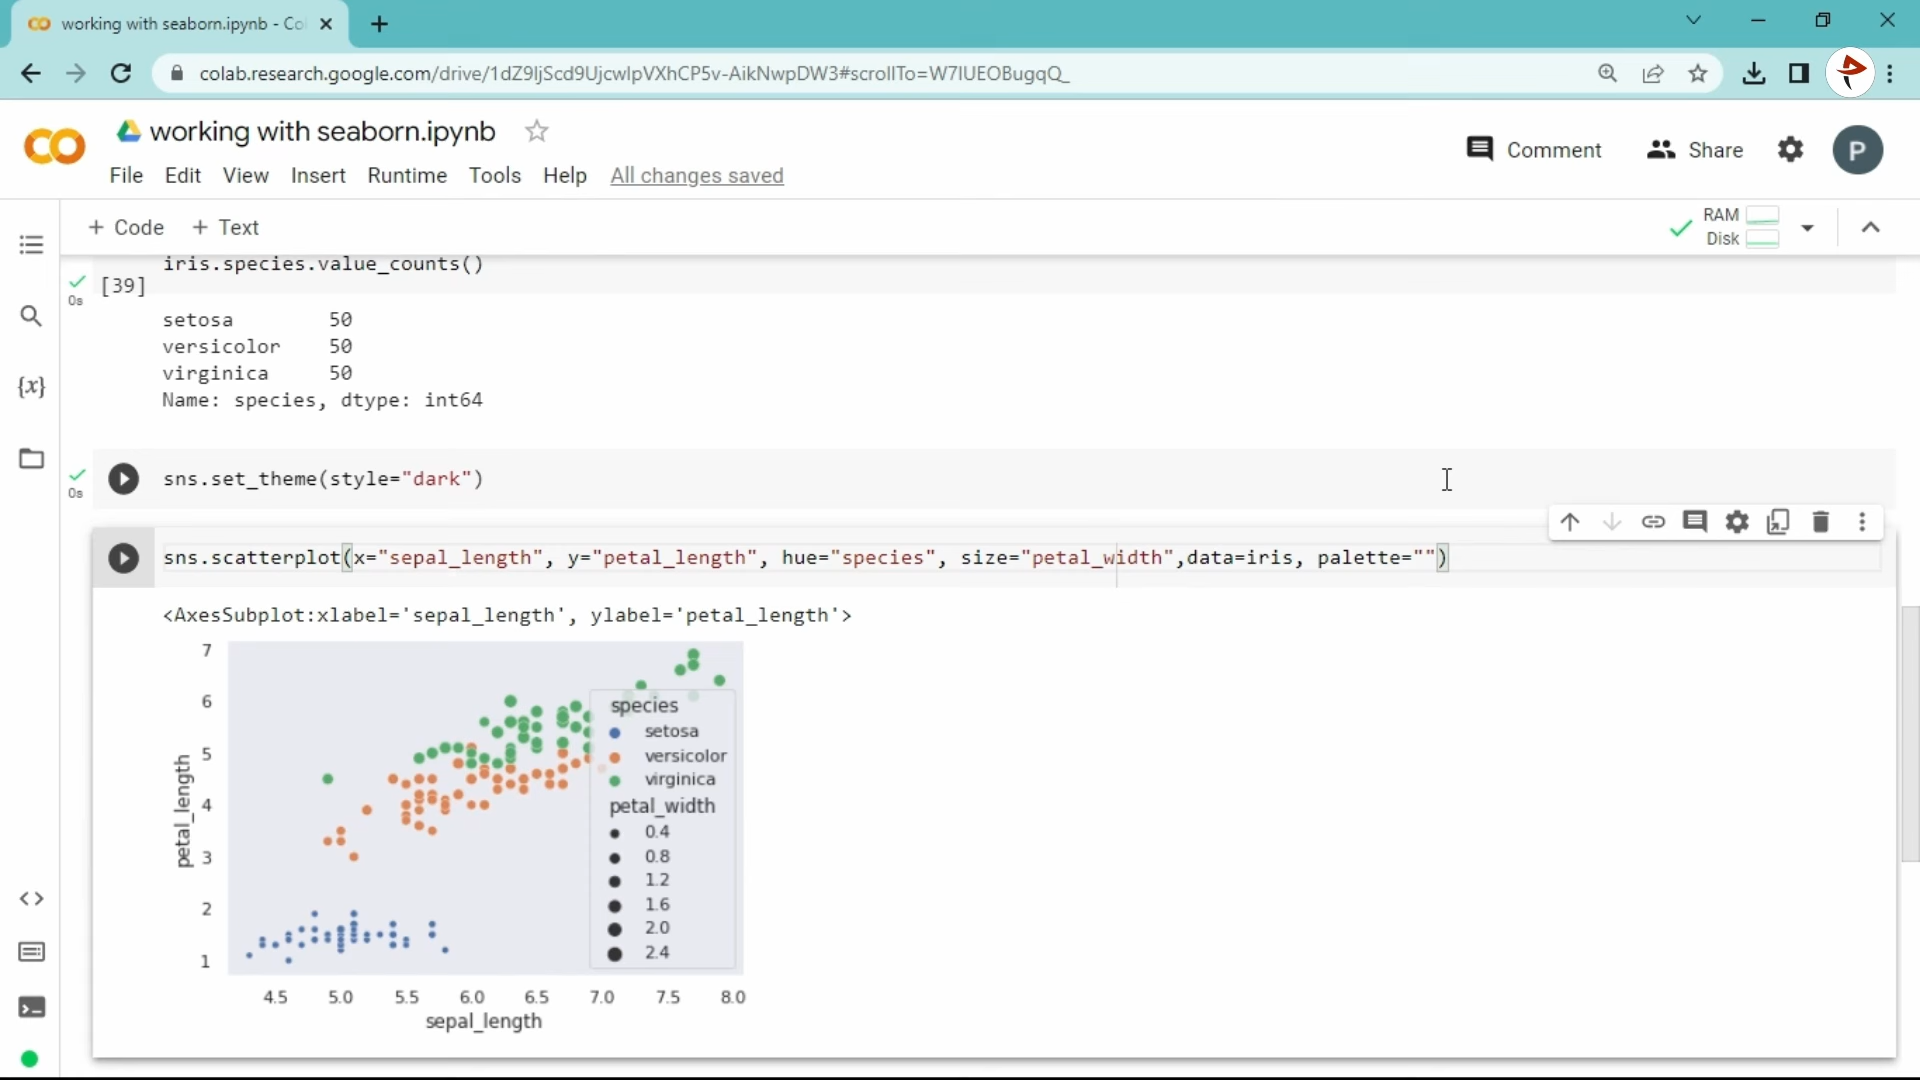 working with seaborn.ipynb - Co
colab.research.google.com/drive/1dZ9IjScd9UjcwIpVXhCP5v-AikNwpDW3#scrollTo=W7IUEOBugqQ_
working with seaborn.ipynb
File Edit View Insert Runtime Tools Help All changes saved
Comment
Share
P
+ Code + Text
RAM
Disk
iris.species.value_counts()
[39]
0s
setosa 50
versicolor 50
virginica 50
Name: species, dtype: int64
sns.set_theme(style="dark")
0s
sns.scatterplot(x="sepal_length", y="petal_length", hue="species", size="petal_width",data=iris, palette="")
<AxesSubplot:xlabel='sepal_length', ylabel='petal_length'>
7
6
5
4
3
2
1
petal_length
species
setosa
versicolor
virginica
petal_width
0.4
0.8
1.2
1.6
2.0
2.4
4.5 5.0 5.5 6.0 6.5 7.0 7.5 8.0
sepal_length